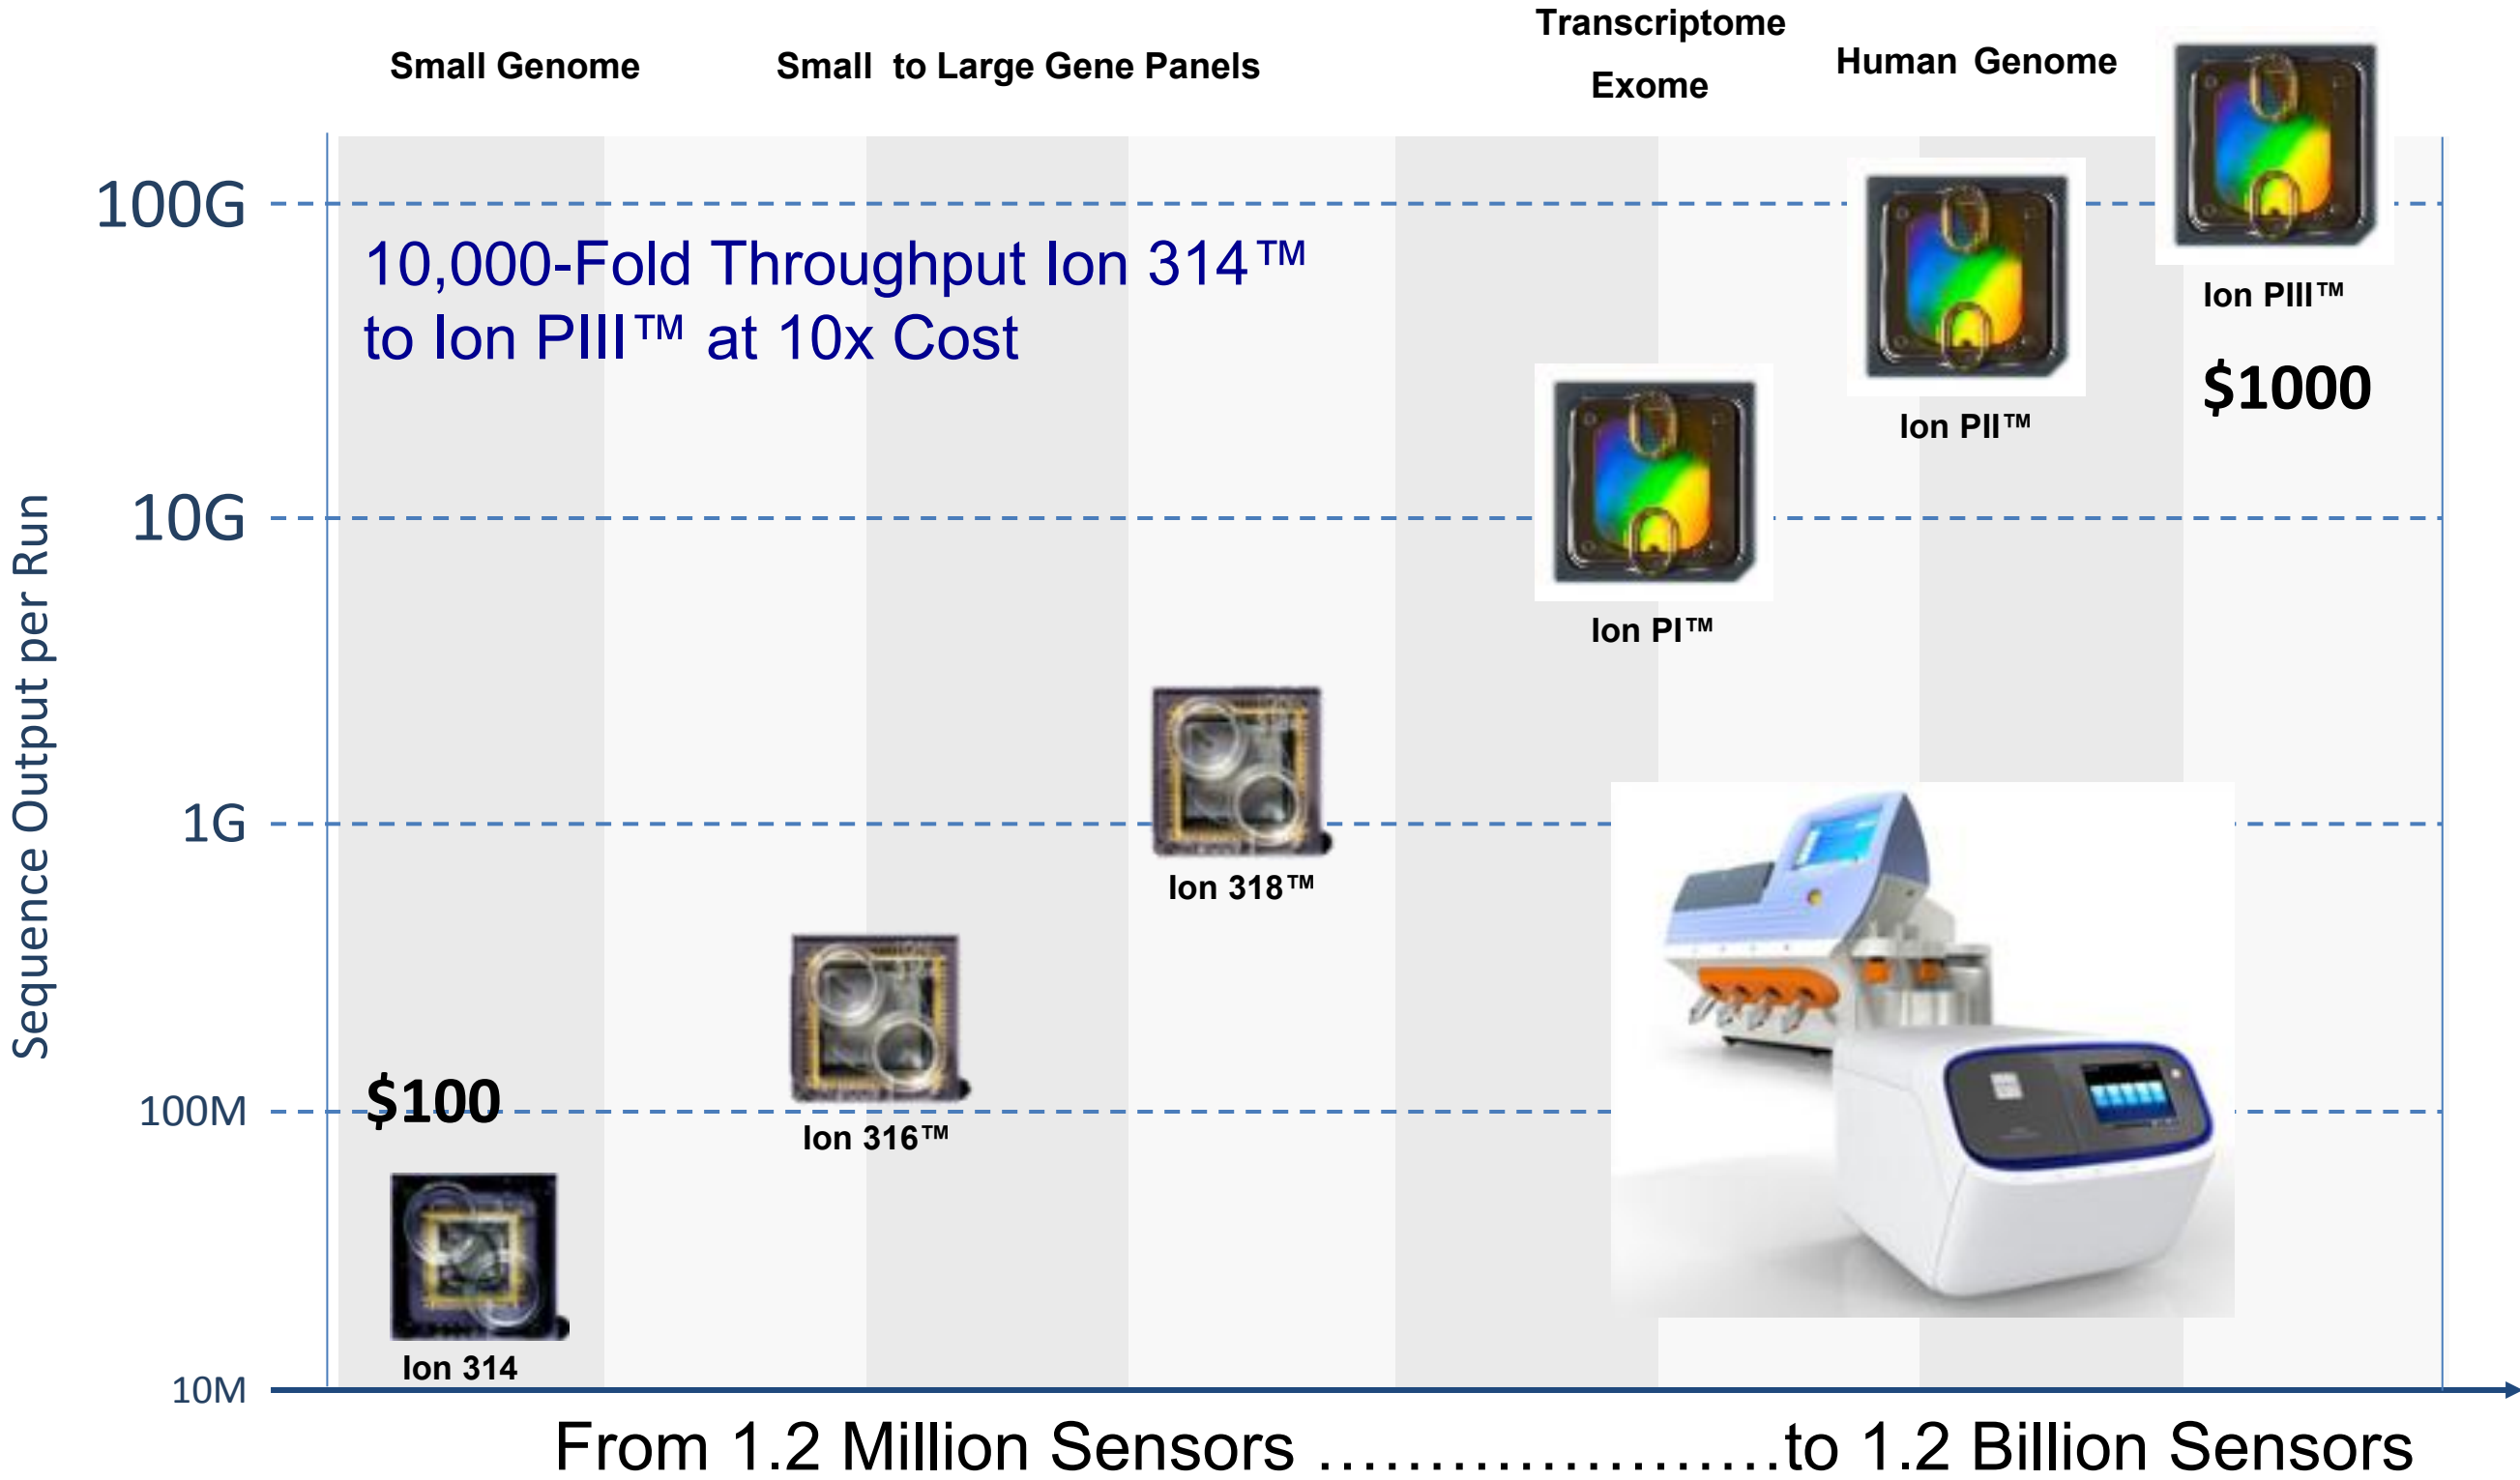 Transcriptome
Small Genome
Small to Large Gene Panels
Exome
Human Genome
100G
10,000-Fold Throughput Ion 314™
to Ion PIII™ at 10x Cost
Ion PIII™
$1000
Ion PII™
10G
Ion PI™
Sequence Output per Run
1G
Ion 318™
$100
100M
Ion 316™
Ion 314
10M
From 1.2 Million Sensors .....................to 1.2 Billion Sensors